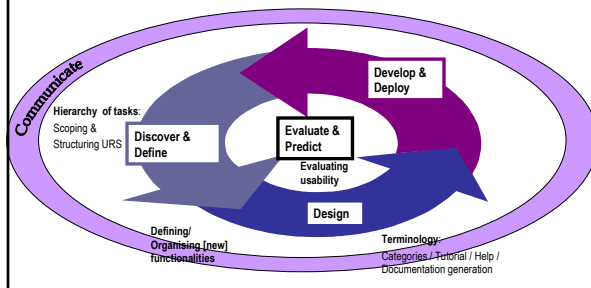 Communicate
Develop &
Deploy
Hierarchy of tasks:
Scoping &
Structuring URS
Discover &
Define
Evaluate &
Predict
Evaluating
usability
Design
Defining/
Organising [new]
functionalities
Terminology:
Categories / Tutorial / Help /
Documentation generation